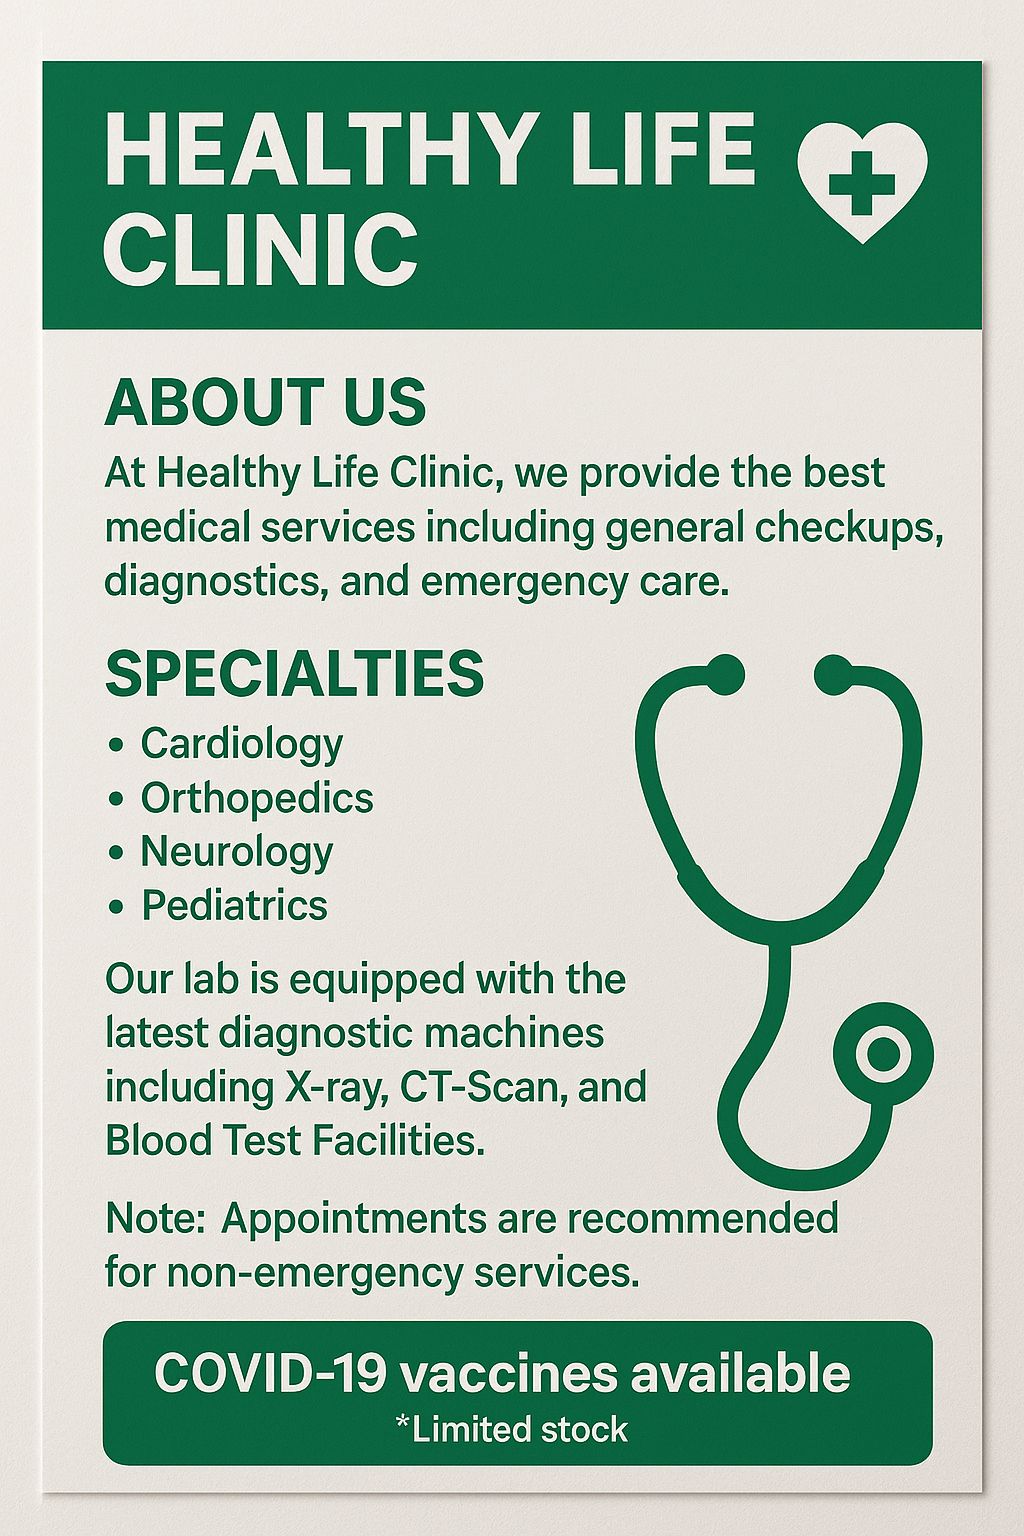 HEALTHY LIFE
CLINIC
ABOUT US
At Healthy Life Clinic, we provide the best
medical services including general checkups,
diagnostics, and emergency care.
SPECIALTIES
• Cardiology
• Orthopedics
• Neurology
• Pediatrics
Our lab is equipped with the
latest diagnostic machines
including X-ray, CT-Scan, and
Blood Test Facilities.
Note: Appointments are recommended
for non-emergency services.
COVID-19 vaccines available
*Limited stock